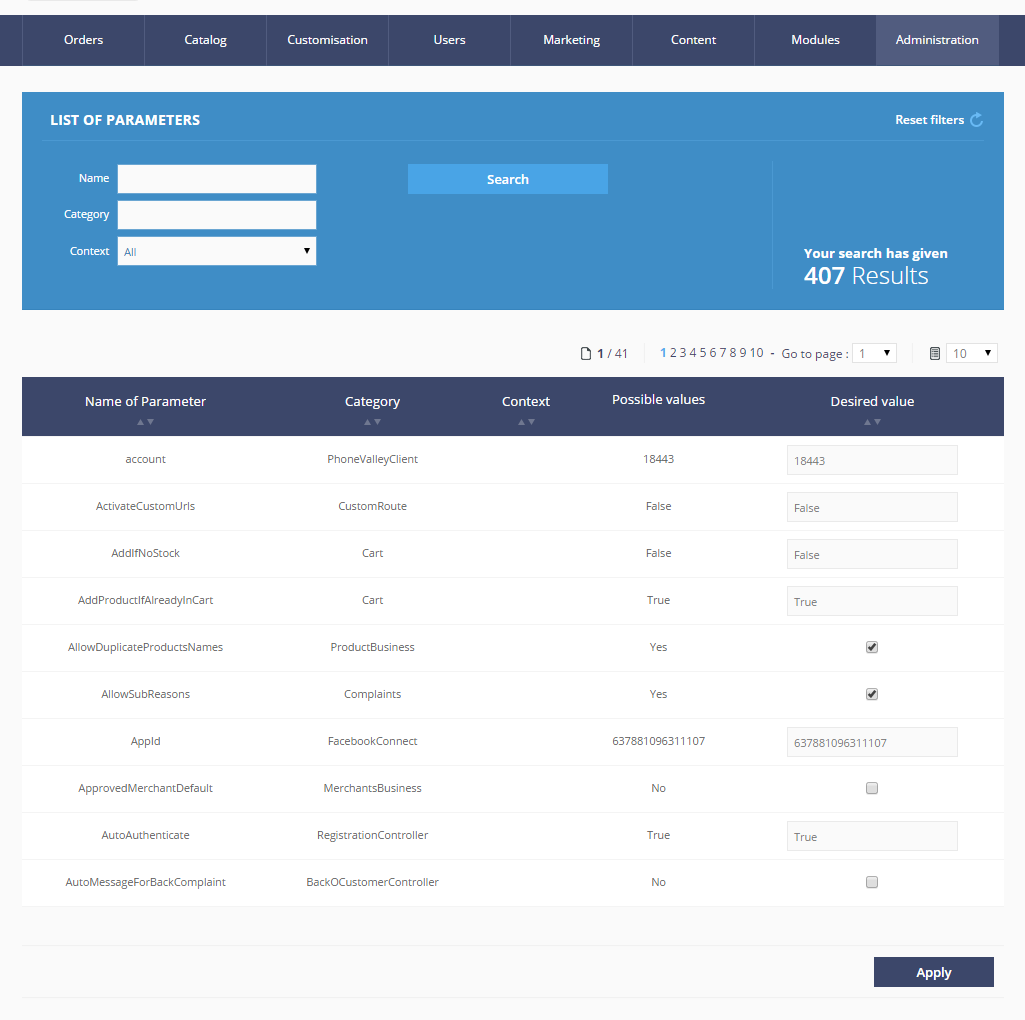 Orders Catalog Customisation Users Marketing Content Modules Administration
LIST OF PARAMETERS Reset filters
Name Search
Category
Context All
Your search has given
407 Results
1 / 41 1 2 3 4 5 6 7 8 9 10 - Go to page : 1 10
Name of Parameter Category Context Possible values Desired value
account PhoneValleyClient 18443 18443
ActivateCustomUrls CustomRoute False False
AddIfNoStock Cart False False
AddProductIfAlreadyInCart Cart True True
AllowDuplicateProductsNames ProductBusiness Yes
AllowSubReasons Complaints Yes
AppId FacebookConnect 637881096311107 637881096311107
ApprovedMerchantDefault MerchantsBusiness No
AutoAuthenticate RegistrationController True True
AutoMessageForBackComplaint BackOCustomerController No
Apply